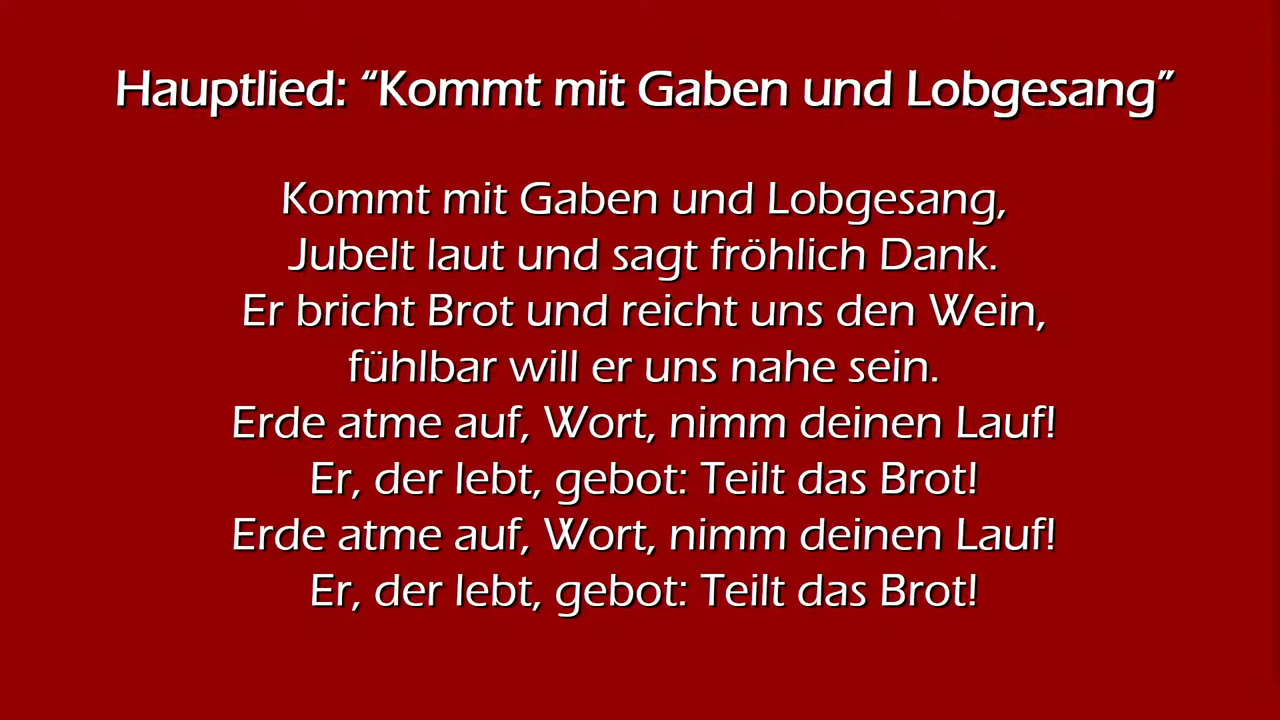 Hauptlied: “Kommt mit Gaben und Lobgesang”
Kommt mit Gaben und Lobgesang,
Jubelt laut und sagt fröhlich Dank.
Er bricht Brot und reicht uns den Wein,
fühlbar will er uns nahe sein.
Erde atme auf, Wort, nimm deinen Lauf!
Er, der lebt, gebot: Teilt das Brot!
Erde atme auf, Wort, nimm deinen Lauf!
Er, der lebt, gebot: Teilt das Brot!